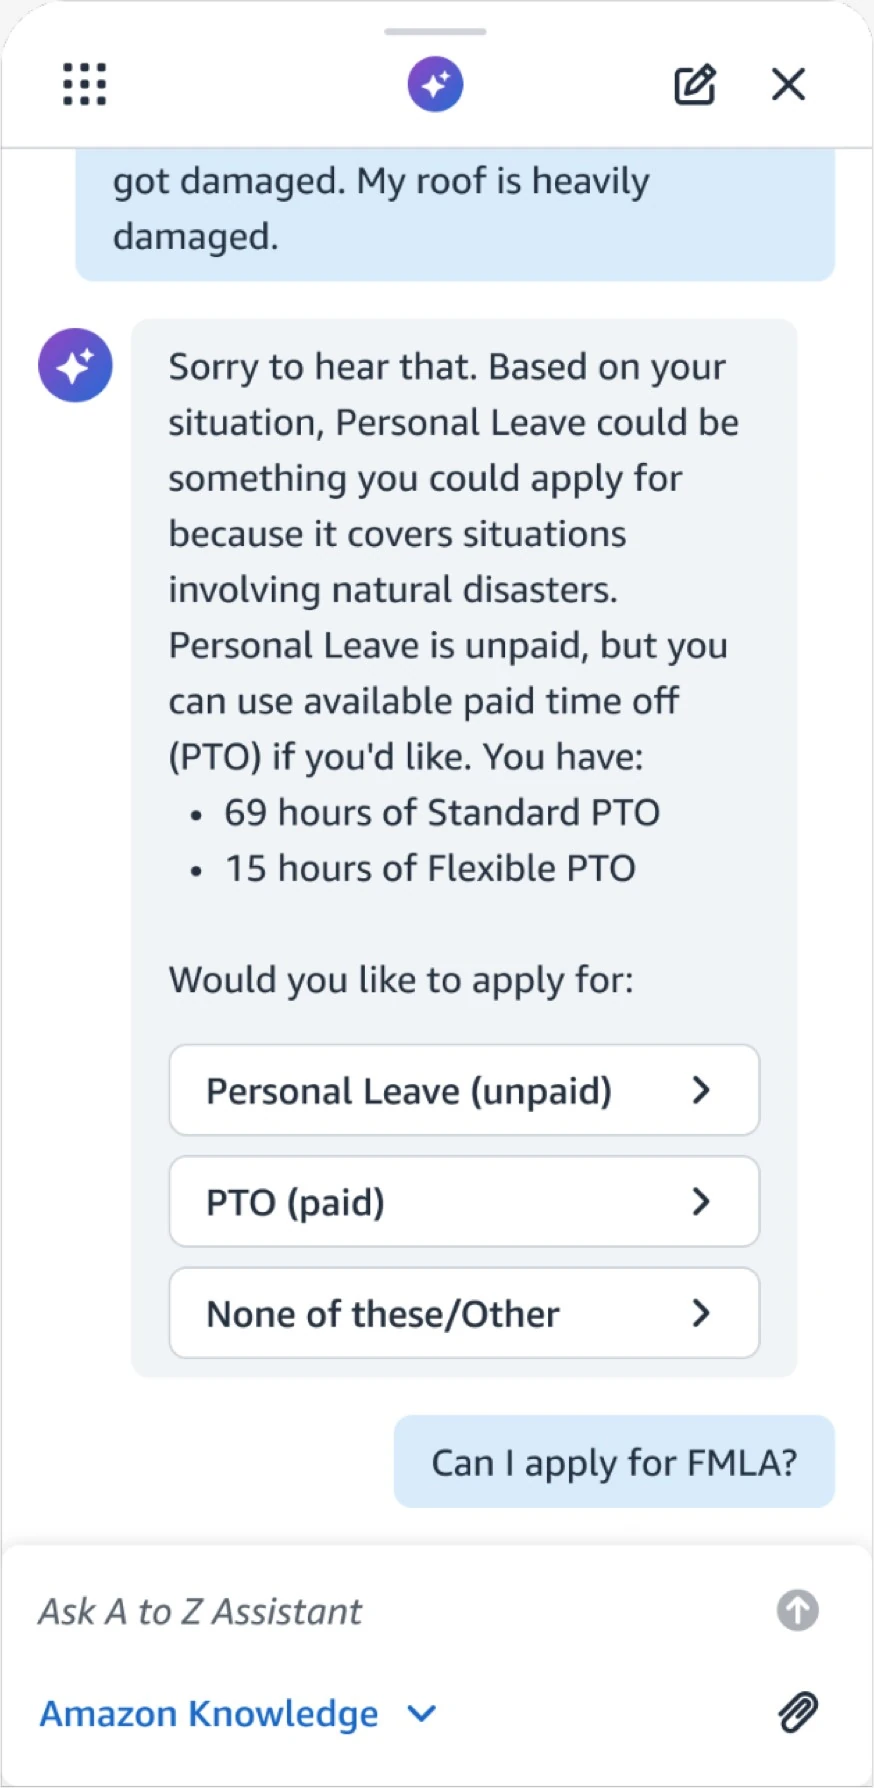 got damaged. My roof is heavily
damaged.
Sorry to hear that. Based on your
situation, Personal Leave could be
something you could apply for
because it covers situations
involving natural disasters.
Personal Leave is unpaid, but you
can use available paid time off
(PTO) if you'd like. You have:
• 69 hours of Standard PTO
• 15 hours of Flexible PTO
Would you like to apply for:
Personal Leave (unpaid)
PTO (paid)
None of these/Other
Can I apply for FMLA?
Ask A to Z Assistant
Amazon Knowledge